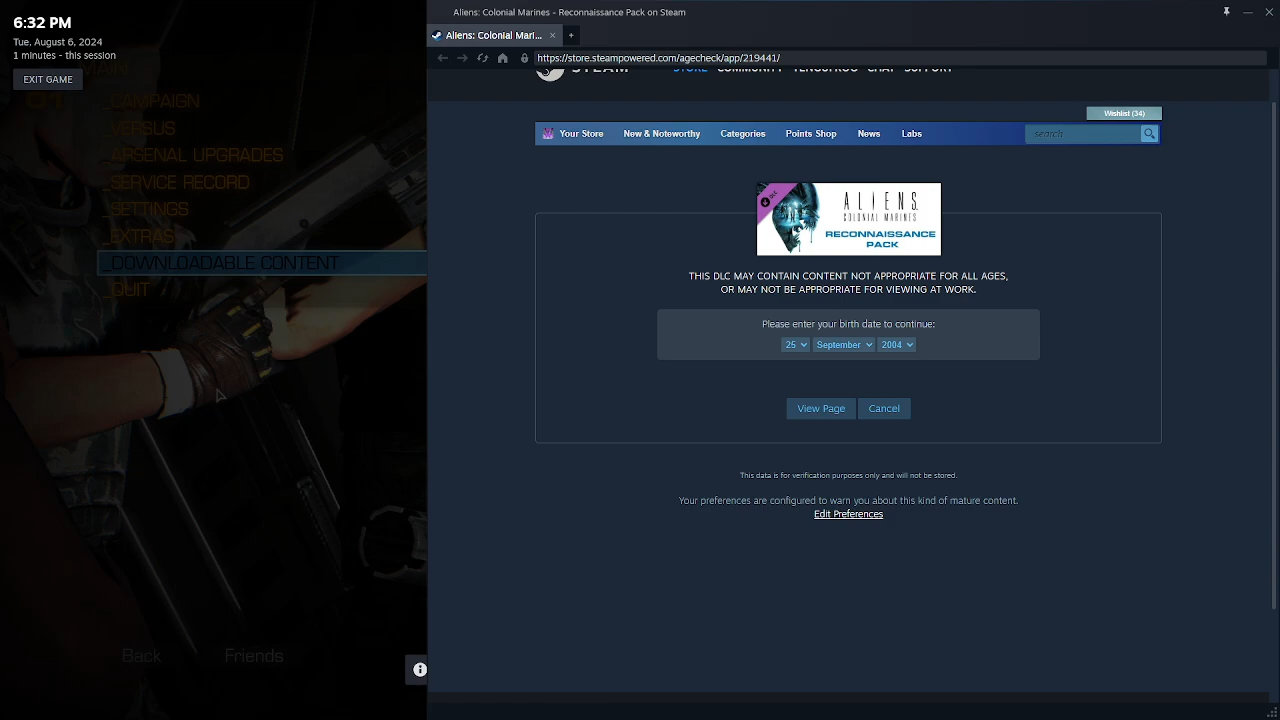 6:32 PM
Tue, August 6, 2024
1 minutes - this session
EXIT GAME
_CAMPAIGN
_VERSUS
_ARSENAL UPGRADES
_SERVICE RECORD
_SETTINGS
_EXTRAS
_DOWNLOADABLE CONTENT
_QUIT
Back Friends
Aliens: Colonial Marines - Reconnaissance Pack on Steam
Aliens: Colonial Mari...
https://store.steampowered.com/agecheck/app/219441/
STEAM STORE COMMUNITY TENGUFROG CHAT SUPPORT
Wishlist (34)
Your Store New & Noteworthy Categories Points Shop News Labs search
DLC
ALIENS
COLONIAL MARINES
RECONNAISSANCE
PACK
THIS DLC MAY CONTAIN CONTENT NOT APPROPRIATE FOR ALL AGES,
OR MAY NOT BE APPROPRIATE FOR VIEWING AT WORK.
Please enter your birth date to continue:
25 September 2004
View Page Cancel
This data is for verification purposes only and will not be stored.
Your preferences are configured to warn you about this kind of mature content.
Edit Preferences